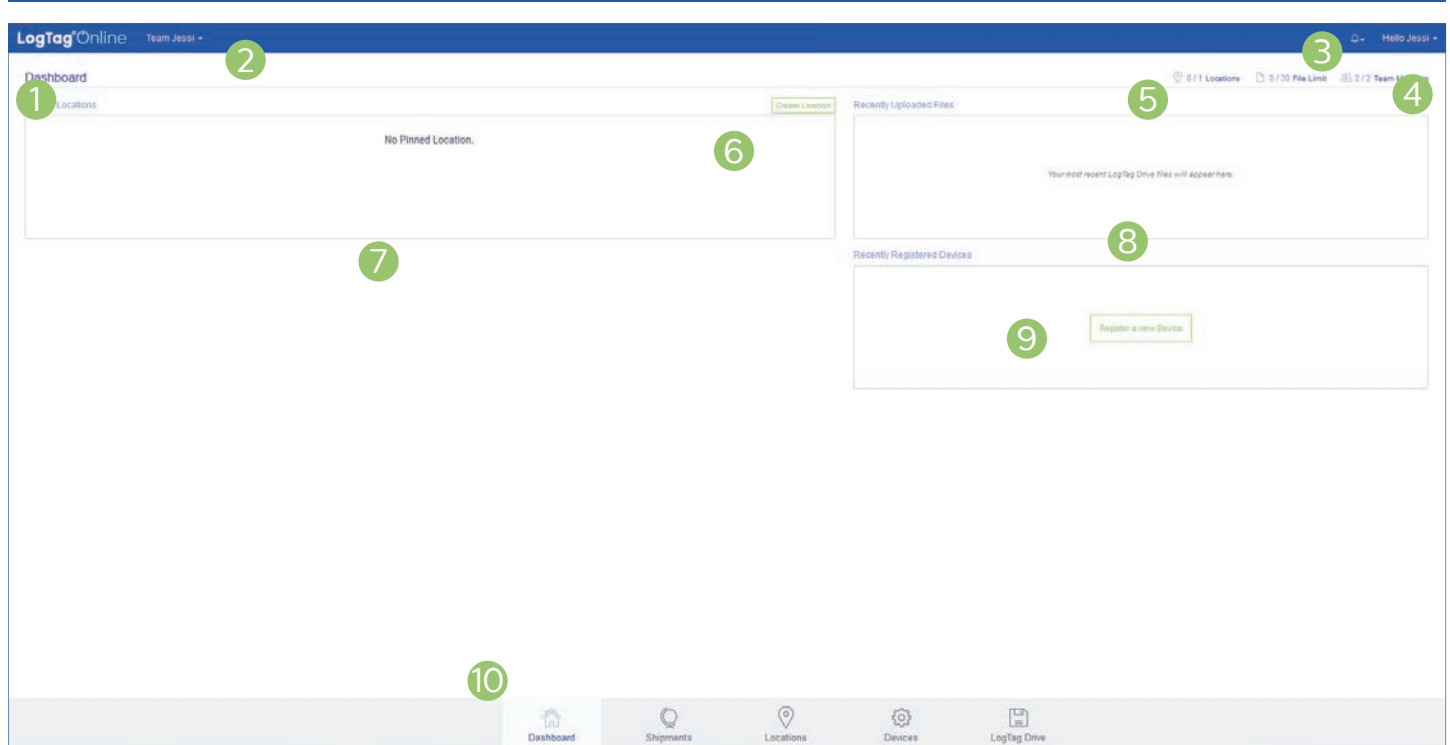 LogTag®Online Team Jessi
Hello Jessi
2
3
Dashboard
0 / 1 Locations 0 / 30 File Limit 2 / 2 Team
1
5
4
Locations
Create Location
Recently Uploaded Files
No Pinned Location.
6
Your most recent LogTag Drive files will appear here.
7
8
Recently Registered Devices
9
Register a new Device
10
Dashboard Shipments Locations Devices LogTag Drive